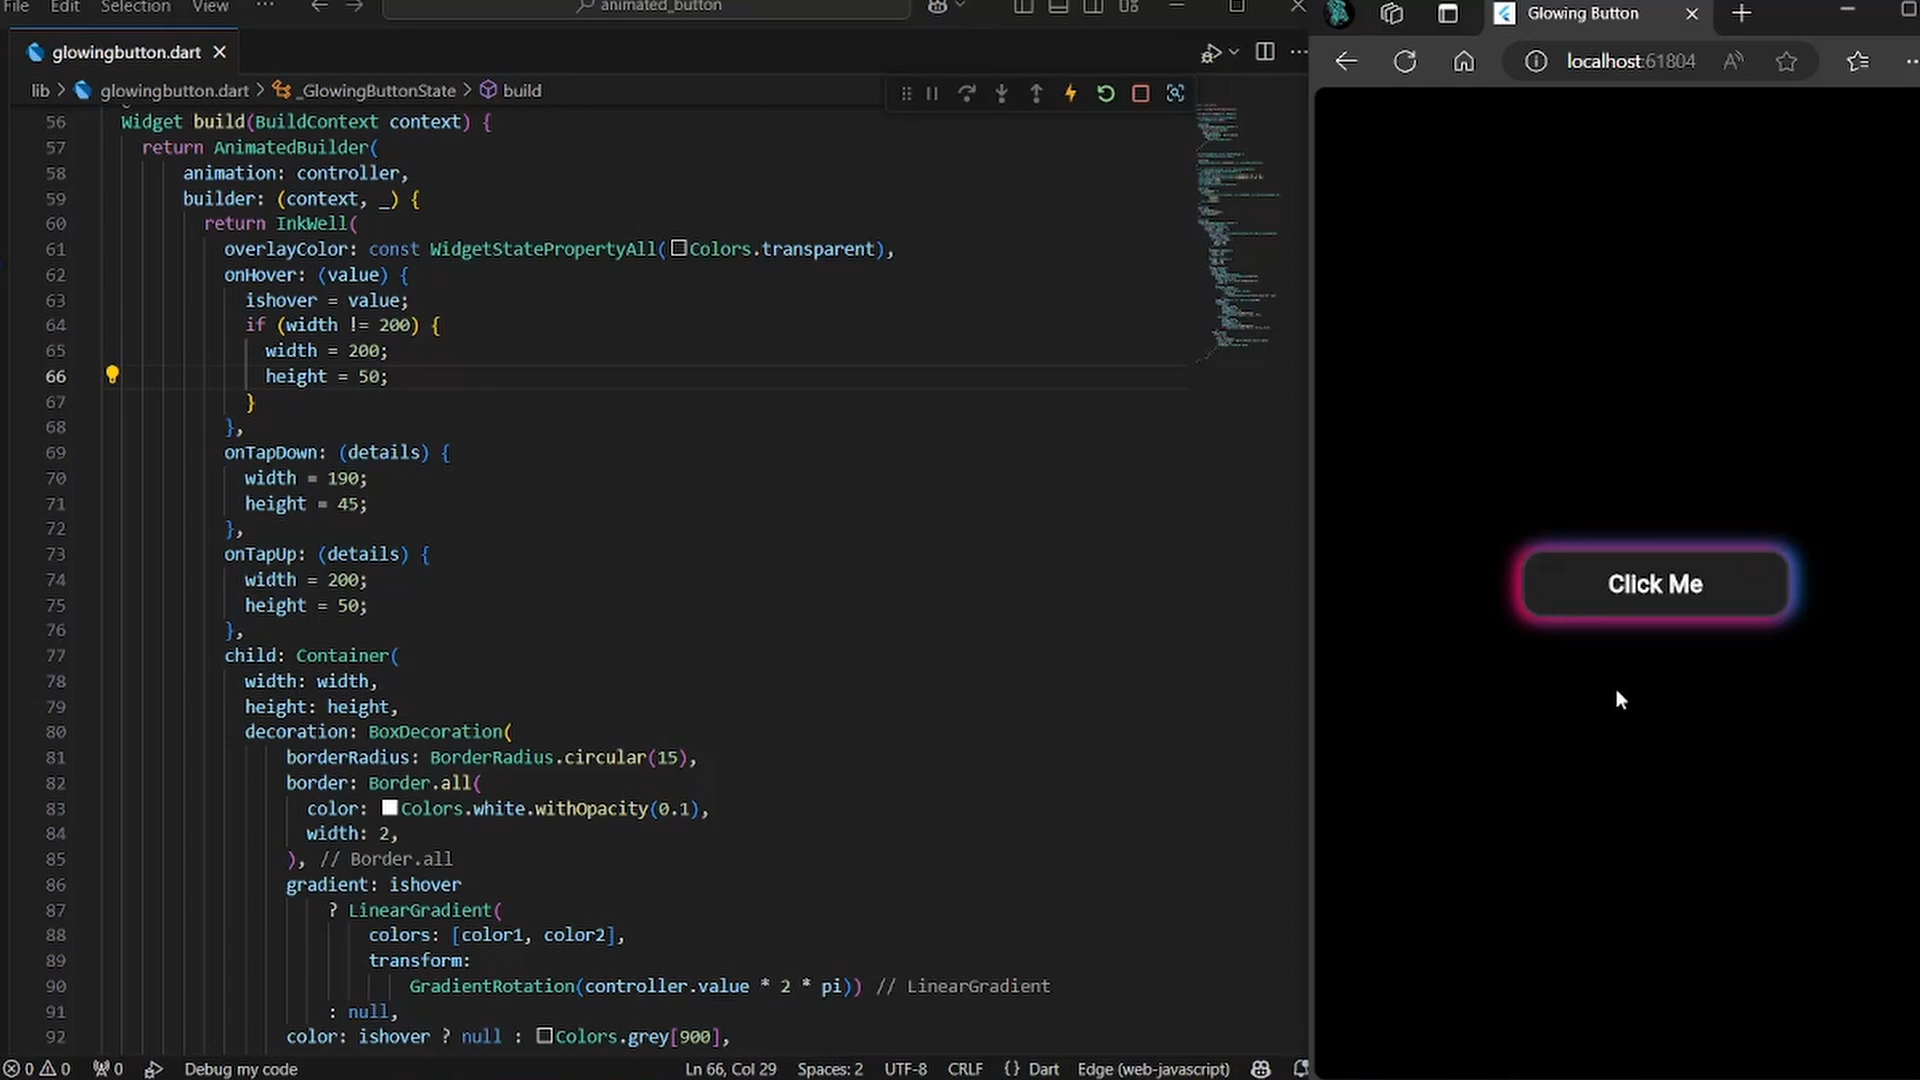 File Edit Selection View ··· animated_button
glowingbutton.dart
lib > glowingbutton.dart > _GlowingButtonState > build
56 Widget build(BuildContext context) {
57 return AnimatedBuilder(
58 animation: controller,
59 builder: (context, _) {
60 return InkWell(
61 overlayColor: const WidgetStatePropertyAll(Colors.transparent),
62 onHover: (value) {
63 ishover = value;
64 if (width != 200) {
65 width = 200;
66 height = 50;
67 }
68 },
69 onTapDown: (details) {
70 width = 190;
71 height = 45;
72 },
73 onTapUp: (details) {
74 width = 200;
75 height = 50;
76 },
77 child: Container(
78 width: width,
79 height: height,
80 decoration: BoxDecoration(
81 borderRadius: BorderRadius.circular(15),
82 border: Border.all(
83 color: Colors.white.withOpacity(0.1),
84 width: 2,
85 ), // Border.all
86 gradient: ishover
87 ? LinearGradient(
88 colors: [color1, color2],
89 transform:
90 GradientRotation(controller.value * 2 * pi)) // LinearGradient
91 : null,
92 color: ishover ? null : Colors.grey[900],
0 0 0 Debug my code Ln 66, Col 29 Spaces: 2 UTF-8 CRLF {} Dart Edge (web-javascript)
Glowing Button
localhost:61804
Click Me